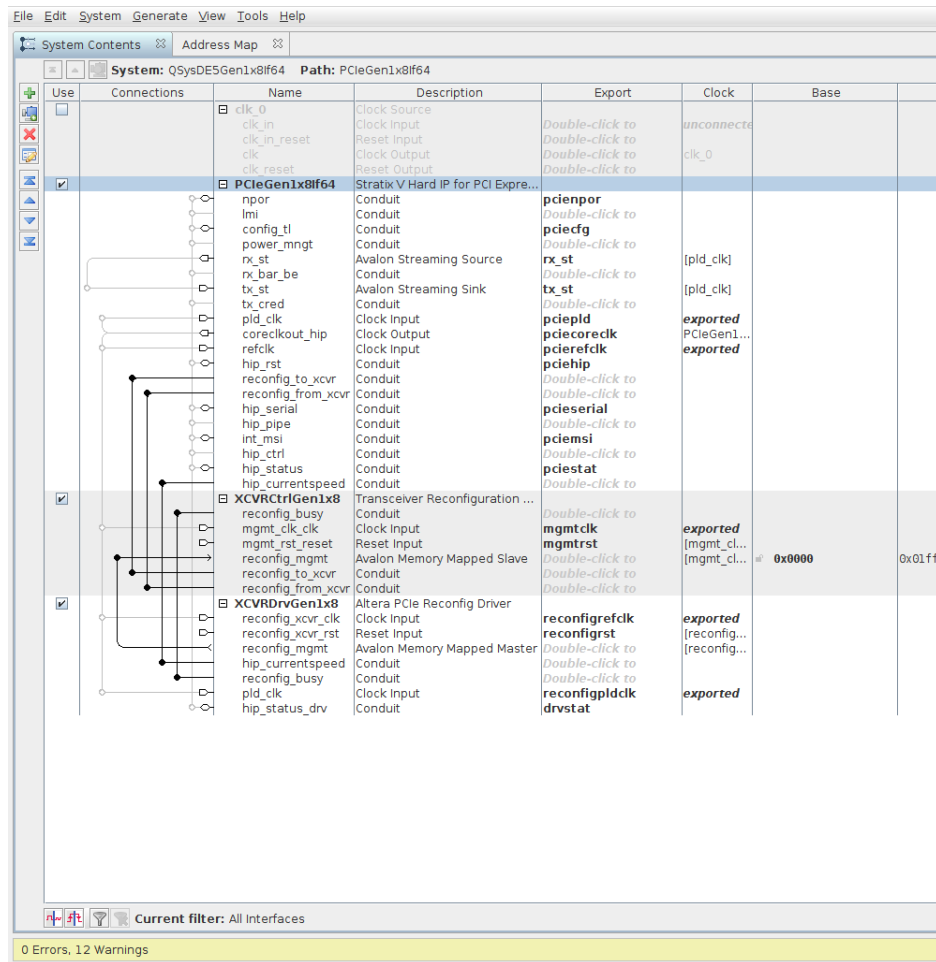 File Edit System Generate View Tools Help
System Contents Address Map
System: QSysDE5Gen1x8If64 Path: PCIeGen1x8If64
Use Connections Name Description Export Clock Base
clk_0 Clock Source
clk_in Clock Input Double-click to unconnecte
clk_in_reset Reset Input Double-click to
clk Clock Output Double-click to clk_0
clk_reset Reset Output Double-click to
PCIeGen1x8If64 Stratix V Hard IP for PCI Expre...
npor Conduit pcienpor
lmi Conduit Double-click to
config_tl Conduit pciecfg
power_mngt Conduit Double-click to
rx_st Avalon Streaming Source rx_st [pld_clk]
rx_bar_be Conduit Double-click to
tx_st Avalon Streaming Sink tx_st [pld_clk]
tx_cred Conduit Double-click to
pld_clk Clock Input pciepld exported
coreclkout_hip Clock Output pciecoreclk PCIeGen1...
refclk Clock Input pcierefclk exported
hip_rst Conduit pciehip
reconfig_to_xcvr Conduit Double-click to
reconfig_from_xcvr Conduit Double-click to
hip_serial Conduit pcieserial
hip_pipe Conduit Double-click to
int_msi Conduit pciemsi
hip_ctrl Conduit Double-click to
hip_status Conduit pciestat
hip_currentspeed Conduit Double-click to
XCVRCtrlGen1x8 Transceiver Reconfiguration ...
reconfig_busy Conduit Double-click to
mgmt_clk_clk Clock Input mgmtclk exported
mgmt_rst_reset Reset Input mgmtrst [mgmt_cl...
reconfig_mgmt Avalon Memory Mapped Slave Double-click to [mgmt_cl... 0x0000 0x01ff
reconfig_to_xcvr Conduit Double-click to
reconfig_from_xcvr Conduit Double-click to
XCVRDrvGen1x8 Altera PCIe Reconfig Driver
reconfig_xcvr_clk Clock Input reconfigrefclk exported
reconfig_xcvr_rst Reset Input reconfigrst [reconfig...
reconfig_mgmt Avalon Memory Mapped Master Double-click to [reconfig...
hip_currentspeed Conduit Double-click to
reconfig_busy Conduit Double-click to
pld_clk Clock Input reconfigpldclk exported
hip_status_drv Conduit drvstat
Current filter: All Interfaces
0 Errors, 12 Warnings